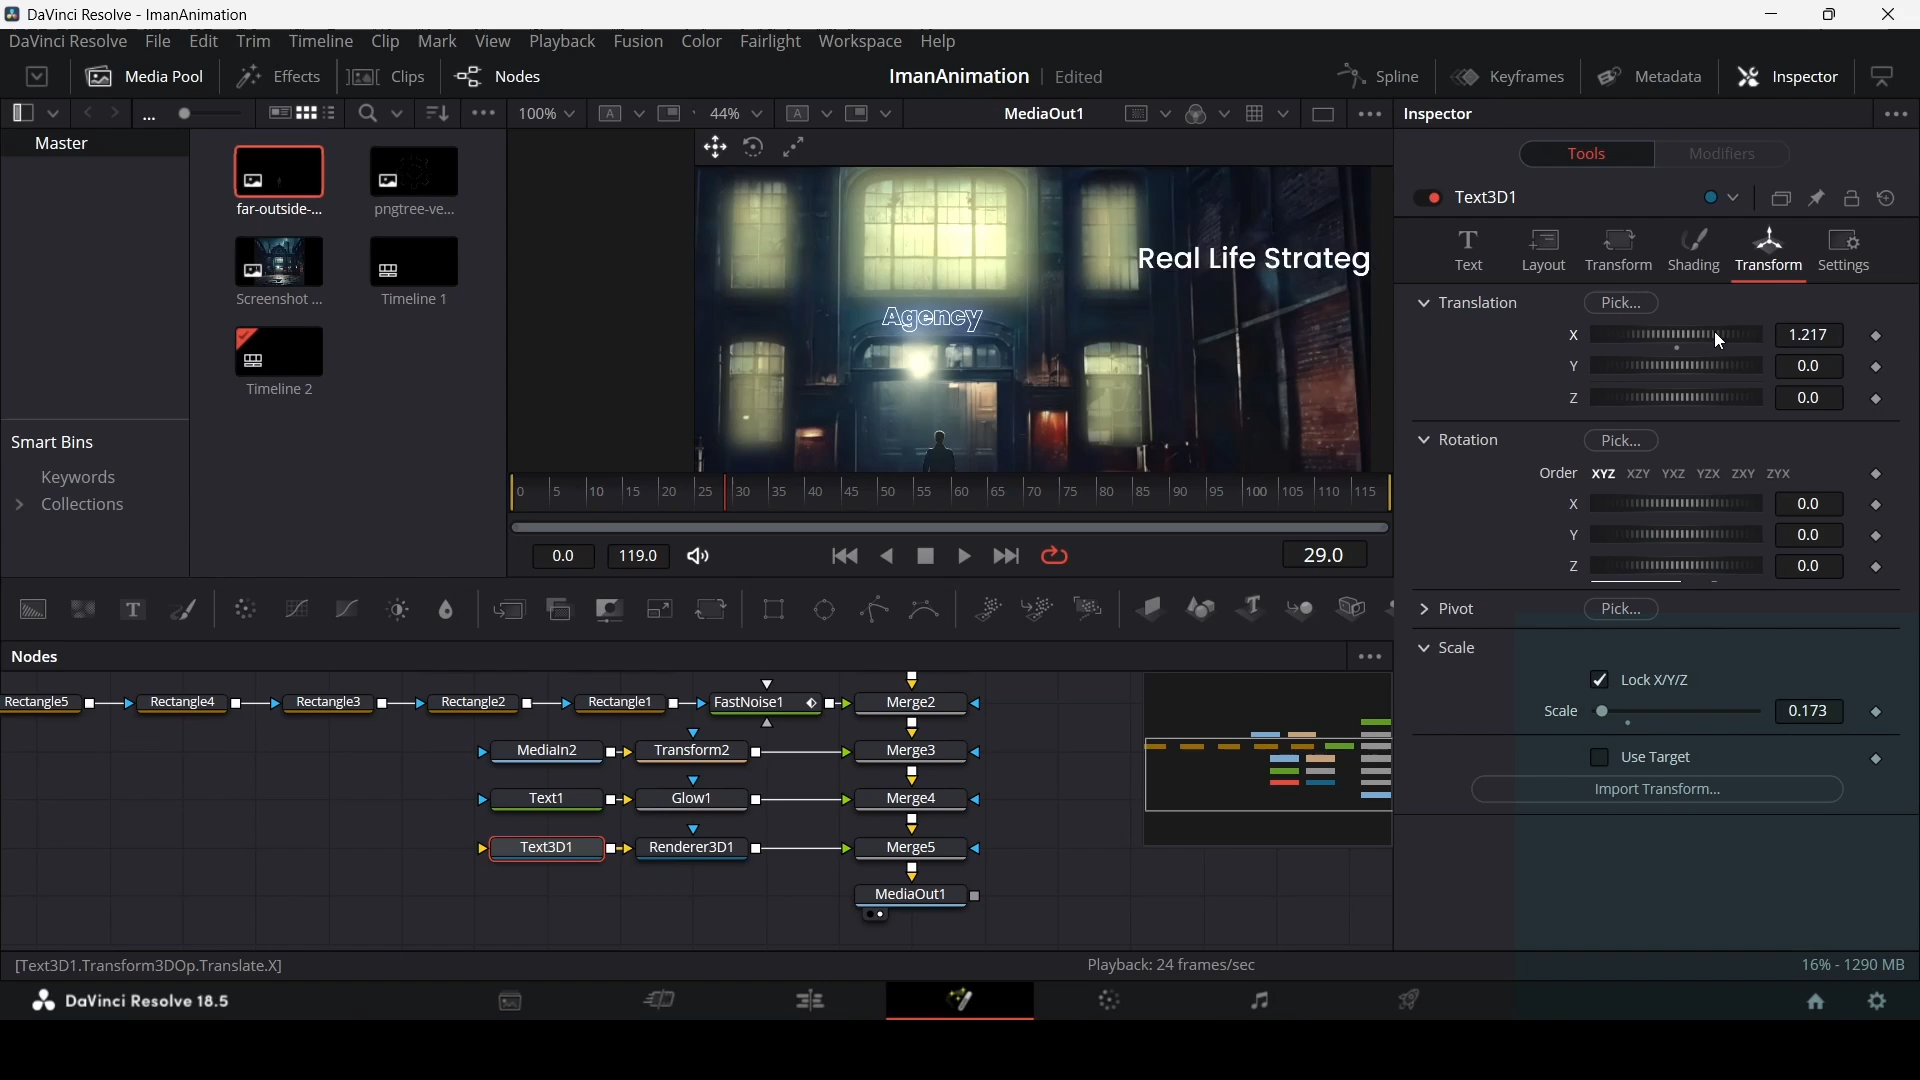 DaVinci Resolve - ImanAnimation
DaVinci Resolve File Edit Trim Timeline Clip Mark View Playback Fusion Color Fairlight Workspace Help
Media Pool Effects Clips Nodes ImanAnimation Edited Spline Keyframes Metadata Inspector
... 100% A 44% A MediaOut1 Inspector
Master
far-outside-...
pngtree-ve...
Screenshot ...
Timeline 1
Timeline 2
Smart Bins
Keywords
Collections
Real Life Strateg
Agency
0 5 10 15 20 25 30 35 40 45 50 55 60 65 70 75 80 85 90 95 100 105 110 115
0.0 119.0 29.0
Tools Modifiers
Text3D1
Text Layout Transform Shading Transform Settings
Translation Pick...
X 1.217
Y 0.0
Z 0.0
Rotation Pick...
Order XYZ XZY YXZ YZX ZXY ZYX
X 0.0
Y 0.0
Z 0.0
Pivot Pick...
Scale
Lock X/Y/Z
Scale 0.173
Use Target
Import Transform...
T T
Nodes
Rectangle5 Rectangle4 Rectangle3 Rectangle2 Rectangle1 FastNoise1 Merge2
MediaIn2 Transform2 Merge3
Text1 Glow1 Merge4
Text3D1 Renderer3D1 Merge5
MediaOut1
[Text3D1.Transform3DOp.Translate.X] Playback: 24 frames/sec 16% - 1290 MB
DaVinci Resolve 18.5